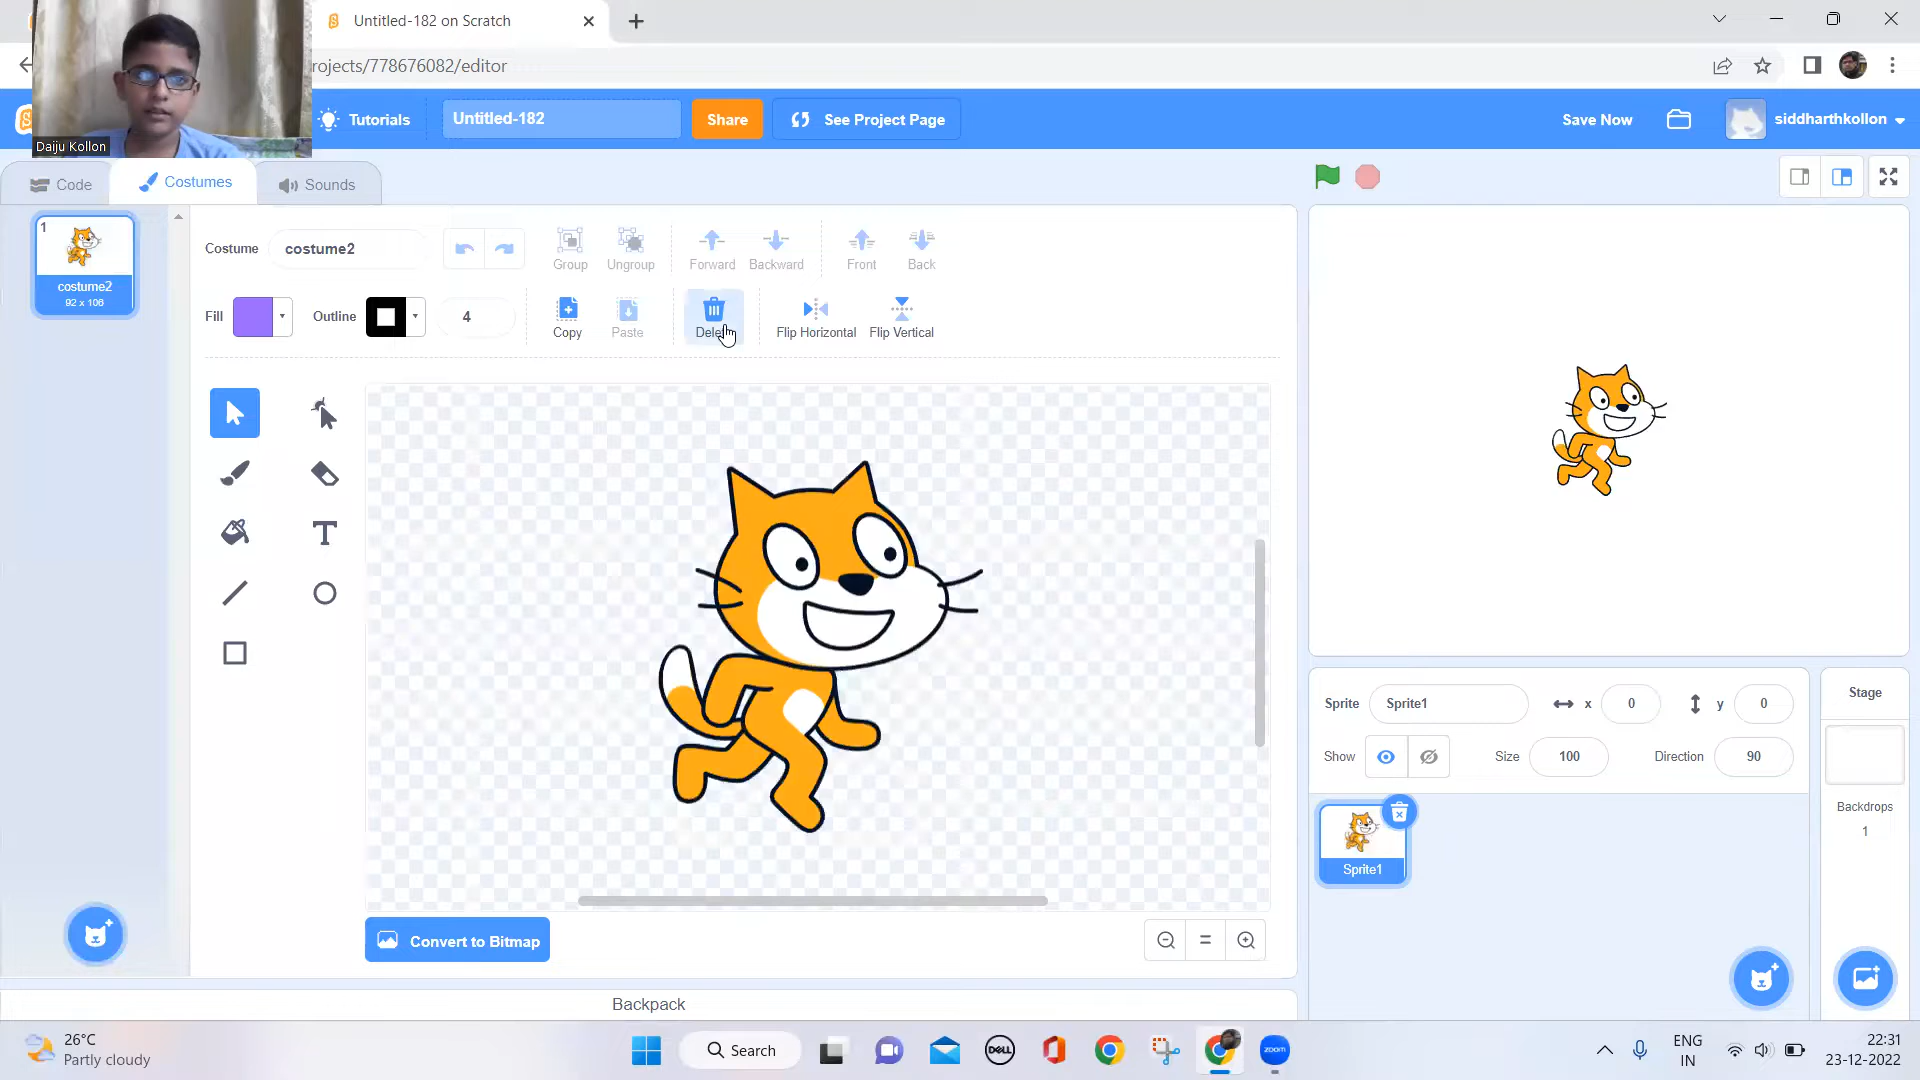 Untitled-182 on Scratch
rojects/778676082/editor
Daiju Kollon
Tutorials
Untitled-182
Share
See Project Page
Save Now
siddharthkollon
Code
Costumes
Sounds
1
costume2
92 x 106
Costume
costume2
Group
Ungroup
Forward
Backward
Front
Back
Fill
Outline
4
Copy
Paste
Delete
Flip Horizontal
Flip Vertical
T
Convert to Bitmap
Backpack
Sprite
Sprite1
x
0
y
0
Show
Size
100
Direction
90
Sprite1
Stage
Backdrops
1
26°C
Partly cloudy
Search
DELL
zoom
ENG
IN
22:31
23-12-2022